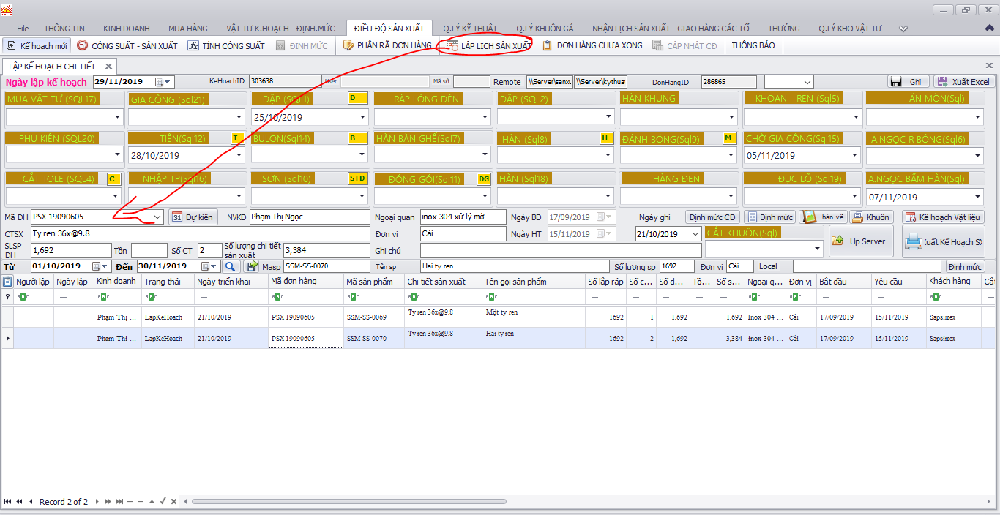 File THÔNG TIN KINH DOANH MUA HÀNG VẬT TƯ K.HOẠCH - ĐỊNH.MỨC ĐIỀU ĐỘ SẢN XUẤT Q.LÝ KỸ THUẬT Q.LÝ KHUÔN GÁ NHẬN LỊCH SẢN XUẤT - GIAO HÀNG CÁC TỔ THƯỞNG Q.LÝ KHO VẬT TƯ
Kế hoạch mới CÔNG SUẤT - SẢN XUẤT TÍNH CÔNG SUẤT ĐỊNH MỨC PHÂN RÃ ĐƠN HÀNG LẬP LỊCH SẢN XUẤT ĐƠN HÀNG CHƯA XONG CẬP NHẬT CĐ THÔNG BÁO
LẬP KẾ HOẠCH CHI TIẾT
Ngày lập kế hoạch 29/11/2019 KeHoachID 303638 User Mã số Remote \\Server\sanxu \\Server\kythua DonHangID 286865 Ghi Xuất Excel
MUA VẬT TƯ (SQL17) GIA CÔNG (Sql21) DẬP (SQL1) D RÁP LỒNG ĐÈN DẬP (SQL2) HÀN KHUNG KHOAN - REN (Sql5) ĂN MÒN(Sql)
25/10/2019
PHỤ KIỆN (SQL20) TIỆN(Sql12) T BULON(Sql14) B HÀN BÀN GHẾ(Sql7) HÀN (Sql8) H ĐÁNH BÓNG(Sql9) M CHỜ GIA CÔNG(Sql15) A.NGỌC R BÓNG(Sql6)
28/10/2019 05/11/2019
CẮT TOLE (SQL4) C NHẬP TP(Sql16) SƠN (Sql10) STD ĐÓNG GÓI(Sql11) DG HÀN (Sql18) HÀNG ĐEN ĐỤC LỖ (Sql19) A.NGỌC BẤM HÀN(Sql)
07/11/2019
Mã ĐH PSX 19090605 31 Dự kiến NVKD Phạm Thị Ngọc Ngoại quan inox 304 xử lý mờ Ngày BD 17/09/2019 Ngày ghi Định mức CĐ Định mức bản vẽ Khuôn Kế hoạch Vật liệu
CTSX Ty ren 36x@9.8 Đơn vị Cái Ngày HT 15/11/2019 21/10/2019 CẮT KHUÔN(Sql) Up Server Xuất Kế Hoạch SX
SLSP ĐH 1,692 Tồn Số CT 2 Số lượng chi tiết sản xuất 3,384 Ghi chú
Từ 01/10/2019 Đến 30/11/2019 Masp SSM-SS-0070 Tên sp Hai ty ren Số lượng sp 1692 Đơn vị Cái Local Định mức
Người lập Ngày lập Kinh doanh Trạng thái Ngày triển khai Mã đơn hàng Mã sản phẩm Chi tiết sản xuất Tên gọi sản phẩm Số lắp ráp Số c... Số đ... Tồ... Số s... Ngoại q... Đơn vị Bắt đầu Yêu cầu Khách hàng Cắ
Phạm Thị ... LapKeHoach 21/10/2019 PSX 19090605 SSM-SS-0069 Ty ren 36x@9.8 Một ty ren 1692 1 1,692 1,692 Inox 304 ... Cái 17/09/2019 15/11/2019 Sapsimex
Phạm Thị ... LapKeHoach 21/10/2019 PSX 19090605 SSM-SS-0070 Ty ren 36x@9.8 Hai ty ren 1692 2 1,692 3,384 inox 304 ... Cái 17/09/2019 15/11/2019 Sapsimex
Record 2 of 2